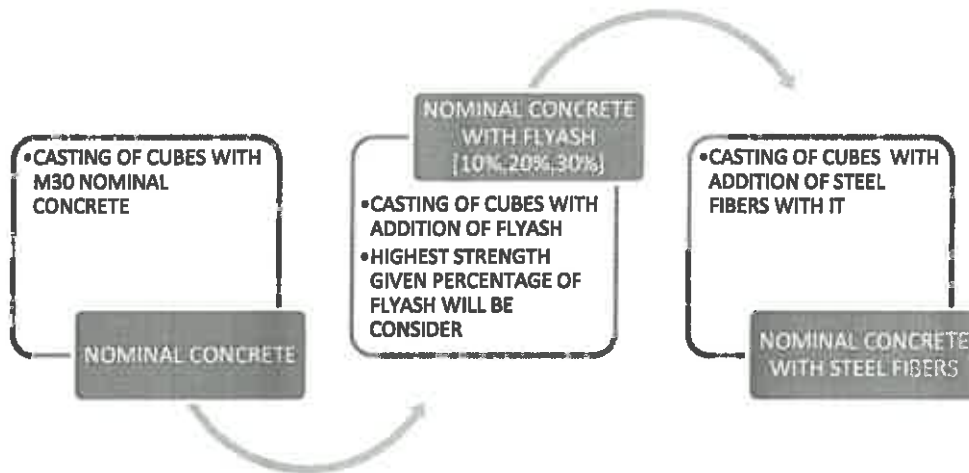 •CASTING OF CUBES WITH
M30 NOMINAL
CONCRETE
NOMINAL CONCRETE
NOMINAL CONCRETE
WITH FLYASH
[10%,20%,30%]
•CASTING OF CUBES WITH
ADDITION OF FLYASH
•HIGHEST STRENGTH
GIVEN PERCENTAGE OF
FLYASH WILL BE
CONSIDER
•CASTING OF CUBES WITH
ADDITION OF STEEL
FIBERS WITH IT
NOMINAL CONCRETE
WITH STEEL FIBERS